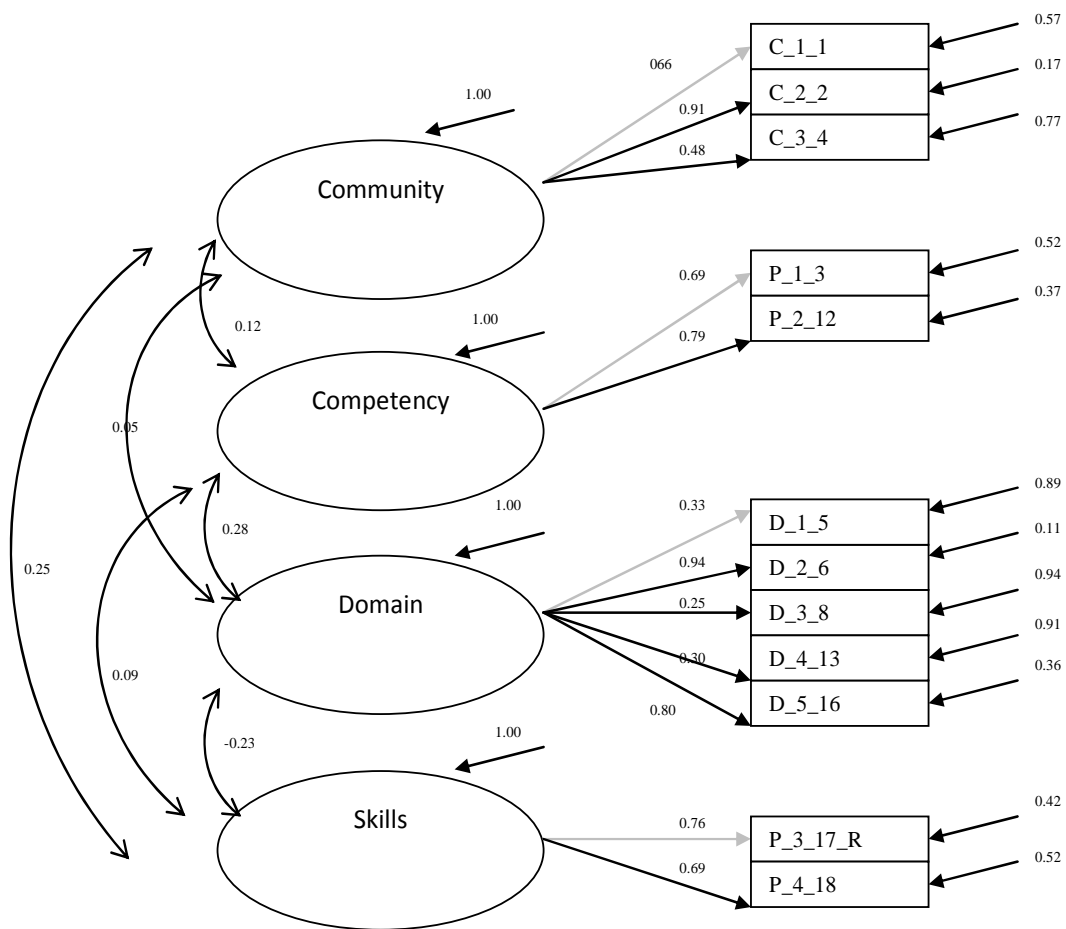 0.57
C_1_1
066
0.17
1.00
C_2_2
0.91
0.77
C_3_4
0.48
Community
0.52
P_1_3
0.69
0.37
0.12
1.00
P_2_12
0.79
Competency
0.05
0.89
0.33
1.00
D_1_5
0.28
0.11
0.94
D_2_6
0.25
0.94
0.25
Domain
D_3_8
0.91
0.30
D_4_13
0.09
0.36
D_5_16
0.80
-0.23
1.00
0.42
Skills
0.76
P_3_17_R
0.52
0.69
P_4_18